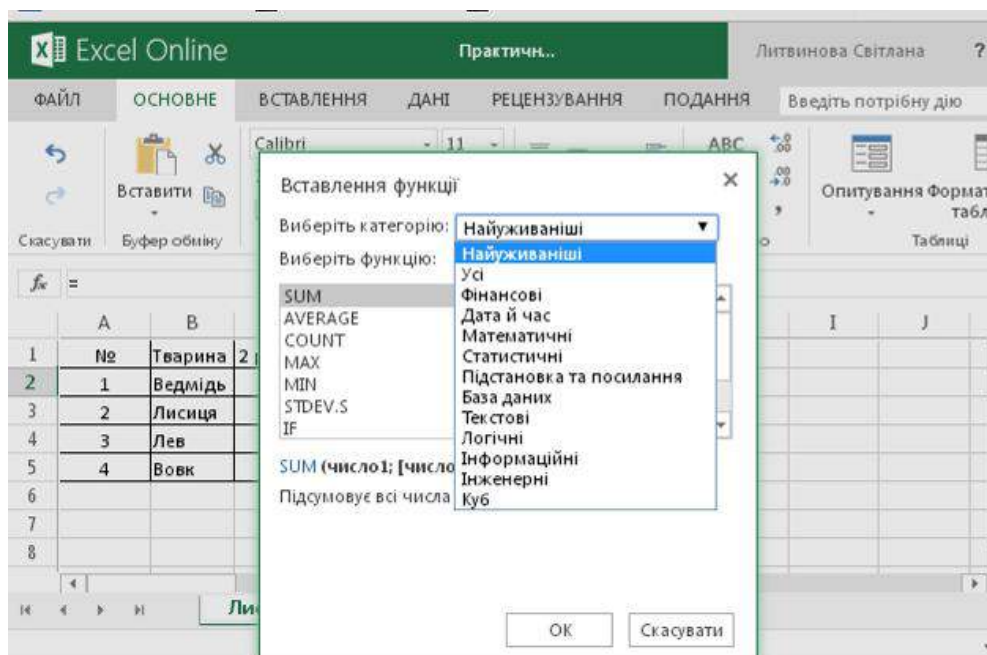 Excel Online Практичн... Литвинова Світлана ?
ФАЙЛ ОСНОВНЕ ВСТАВЛЕННЯ ДАНІ РЕЦЕНЗУВАННЯ ПОДАННЯ Введіть потрібну дію
Calibri 11 ABC
Вставити Опитування Формат
табл
Скасувати Буфер обміну Таблиці
Вставлення функції
Виберіть категорію: Найуживаніші
Виберіть функцію:
Найуживаніші
Усі
Фінансові
Дата й час
Математичні
Статистичні
Підстановка та посилання
База даних
Текстові
Логічні
Інформаційні
Інженерні
Куб
SUM
AVERAGE
COUNT
MAX
MIN
STDEV.S
IF
SUM (число1; [число
Підсумовує всі числа
OK Скасувати
fx =
A B I J
1 № Тварина 2
2 1 Ведмідь
3 2 Лисиця
4 3 Лев
5 4 Вовк
6
7
8
Лис